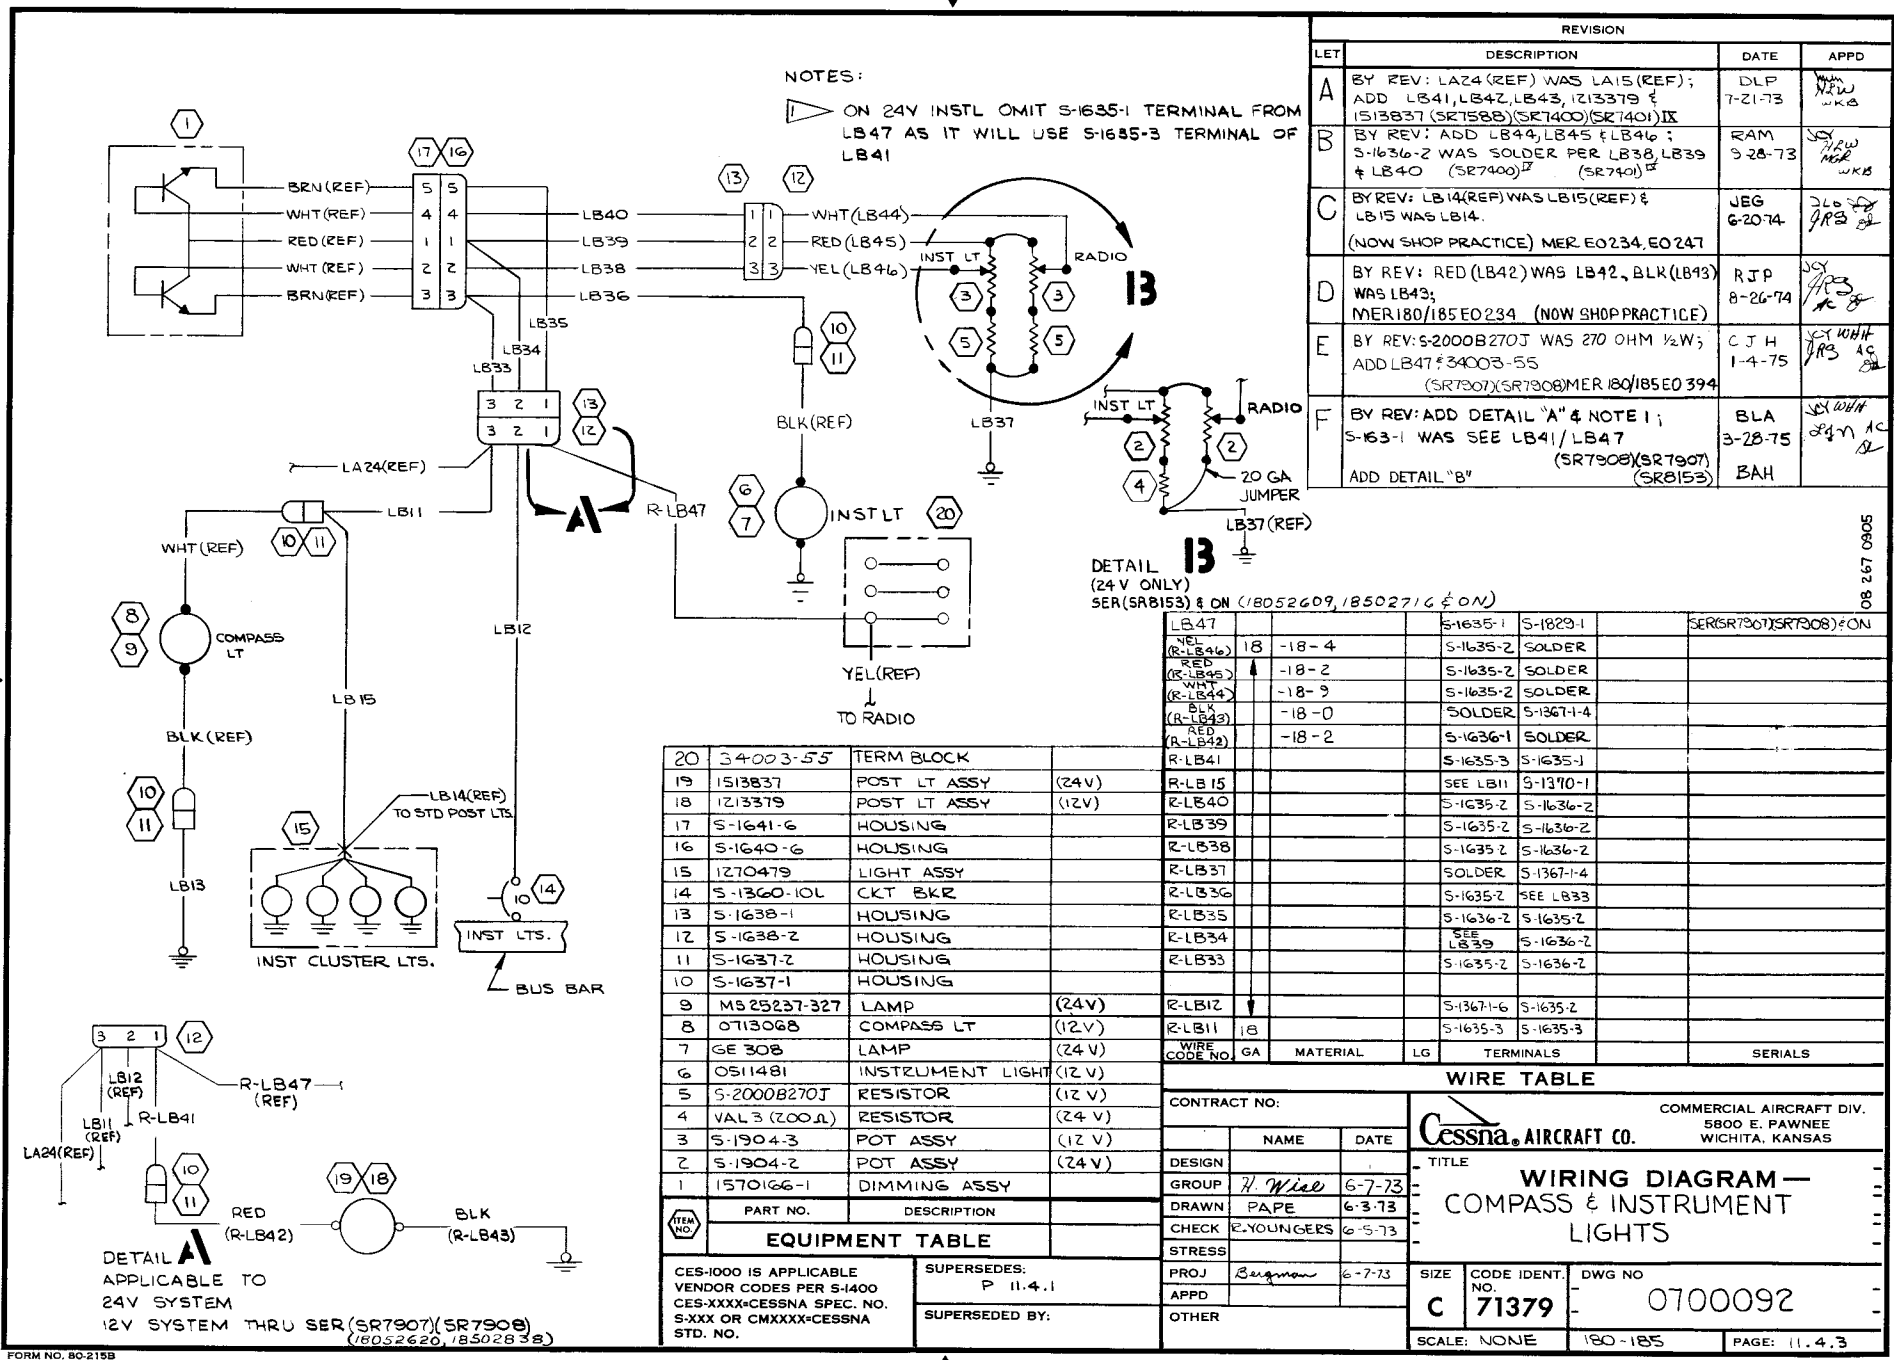 NOTES:
1 ON 24V INSTL OMIT S-1635-1 TERMINAL FROM
LB47 AS IT WILL USE S-1635-3 TERMINAL OF
LB41
REVISION
LET DESCRIPTION DATE APPD
A BY REV: LA24 (REF) WAS LA15 (REF); DLP
ADD LB41, LB42, LB43, 1213379 & 7-21-73
1513837 (SR7588)(SR7400)(SR7401)IX
B BY REV: ADD LB44, LB45 & LB46; RAM
S-1636-2 WAS SOLDER PER LB38, LB39 9-28-73
& LB40 (SR7400) (SR7401)
C BY REV: LB14(REF) WAS LB15(REF) & JEG
LB15 WAS LB14. 6-20-74
(NOW SHOP PRACTICE) MER EO234, EO247
D BY REV: RED (LB42) WAS LB42, BLK (LB43) RJP
WAS LB43; 8-26-74
MER180/185EO234 (NOW SHOP PRACTICE)
E BY REV: S-2000B270J WAS 270 OHM ½W; CJH
ADD LB47 & 34003-55 1-4-75
(SR7907)(SR7908)MER 180/185EO 394
F BY REV: ADD DETAIL "A" & NOTE 1; BLA
S-163-1 WAS SEE LB41/LB47 3-28-75
(SR7908)(SR7907)
ADD DETAIL "B" (SR8153) BAH
08 267 0905
1
17 16
13 12
BRN (REF) 5 5
WHT (REF) 4 4 LB40 1 1 WHT (LB44)
RED (REF) 1 1 LB39 2 2 RED (LB45)
WHT (REF) 2 2 LB38 3 3 YEL (LB46)
BRN (REF) 3 3 LB36
INST LT RADIO
3 3
5 5
B
LB37
LB35
LB34
LB33
3 2 1
3 2 1
13
12
10
11
BLK (REF)
6
7
INST LT
20
LA24 (REF)
LB11
A
R-LB47
10 11
WHT (REF)
8
9
COMPASS
LT
LB12
YEL (REF)
TO RADIO
LB15
BLK (REF)
10
11
LB13
LB14 (REF)
TO STD POST LTS.
15
INST CLUSTER LTS.
10
14
INST LTS.
BUS BAR
INST LT RADIO
2 2
4
20 GA
JUMPER
LB37 (REF)
DETAIL B
(24V ONLY)
SER (SR8153) & ON (18052609, 18502716 & ON)
3 2 1 12
LB12
(REF)
R-LB47
(REF)
LB11
(REF)
R-LB41
LA24 (REF)
10
11
19 18
RED
(R-LB42)
BLK
(R-LB43)
DETAIL A
APPLICABLE TO
24V SYSTEM
12V SYSTEM THRU SER (SR7907)(SR7908)
(18052620, 18502838)
FORM NO. 80-215B
20 34003-55 TERM BLOCK
19 1513837 POST LT ASSY (24V)
18 1213379 POST LT ASSY (12V)
17 S-1641-6 HOUSING
16 S-1640-6 HOUSING
15 1270479 LIGHT ASSY
14 S-1360-10L CKT BKR
13 S-1638-1 HOUSING
12 S-1638-2 HOUSING
11 S-1637-2 HOUSING
10 S-1637-1 HOUSING
9 MS25237-327 LAMP (24V)
8 0713068 COMPASS LT (12V)
7 GE 308 LAMP (24V)
6 0511481 INSTRUMENT LIGHT (12V)
5 S-2000B270J RESISTOR (12V)
4 VAL 3 (200Ω) RESISTOR (24V)
3 S-1904-3 POT ASSY (12V)
2 S-1904-2 POT ASSY (24V)
1 1570166-1 DIMMING ASSY
ITEM NO. PART NO. DESCRIPTION
EQUIPMENT TABLE
CES-1000 IS APPLICABLE
VENDOR CODES PER S-1400
CES-XXXX=CESSNA SPEC. NO.
S-XXX OR CMXXXX=CESSNA
STD. NO.
SUPERSEDES:
P 11.4.1
SUPERSEDED BY:
LB47 S-1635-1 S-1829-1 SER(SR7907)(SR7908) & ON
YEL (R-LB46) 18 -18-4 S-1635-2 SOLDER
RED (R-LB45) -18-2 S-1635-2 SOLDER
WHT (R-LB44) -18-9 S-1635-2 SOLDER
BLK (R-LB43) -18-0 SOLDER S-1367-1-4
RED (R-LB42) -18-2 S-1636-1 SOLDER
R-LB41 S-1635-3 S-1635-1
R-LB15 SEE LB11 S-1370-1
R-LB40 S-1635-2 S-1636-2
R-LB39 S-1635-2 S-1636-2
R-LB38 S-1635-2 S-1636-2
R-LB37 SOLDER S-1367-1-4
R-LB36 S-1635-2 SEE LB33
R-LB35 S-1636-2 S-1635-2
R-LB34 SEE LB39 S-1636-2
R-LB33 S-1635-2 S-1636-2
R-LB12 S-1367-1-6 S-1635-2
R-LB11 18 S-1635-3 S-1635-3
WIRE CODE NO. GA MATERIAL LG TERMINALS SERIALS
WIRE TABLE
CONTRACT NO:
NAME DATE
DESIGN
GROUP H. Wise 6-7-73
DRAWN PAPE 6-3-73
CHECK R.YOUNGERS 6-5-73
STRESS
PROJ Bergman 6-7-73
APPD
OTHER
Cessna AIRCRAFT CO.
COMMERCIAL AIRCRAFT DIV.
5800 E. PAWNEE
WICHITA, KANSAS
TITLE
WIRING DIAGRAM—
COMPASS & INSTRUMENT
LIGHTS
SIZE C
CODE IDENT. NO. 71379
DWG NO 0700092
SCALE: NONE 180-185 PAGE: 11.4.3